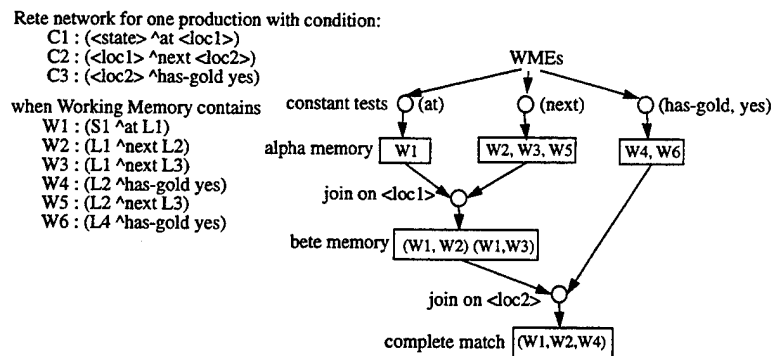 Rete network for one production with condition:
C1 : (<state> ^at <loc1>)
C2 : (<loc1> ^next <loc2>)
C3 : (<loc2> ^has-gold yes)
when Working Memory contains
W1 : (S1 ^at L1)
W2 : (L1 ^next L2)
W3 : (L1 ^next L3)
W4 : (L2 ^has-gold yes)
W5 : (L2 ^next L3)
W6 : (L4 ^has-gold yes)
WMEs
constant tests (at) (next) (has-gold, yes)
alpha memory W1 W2, W3, W5 W4, W6
join on <loc1>
bete memory (W1, W2) (W1,W3)
join on <loc2>
complete match (W1,W2,W4)